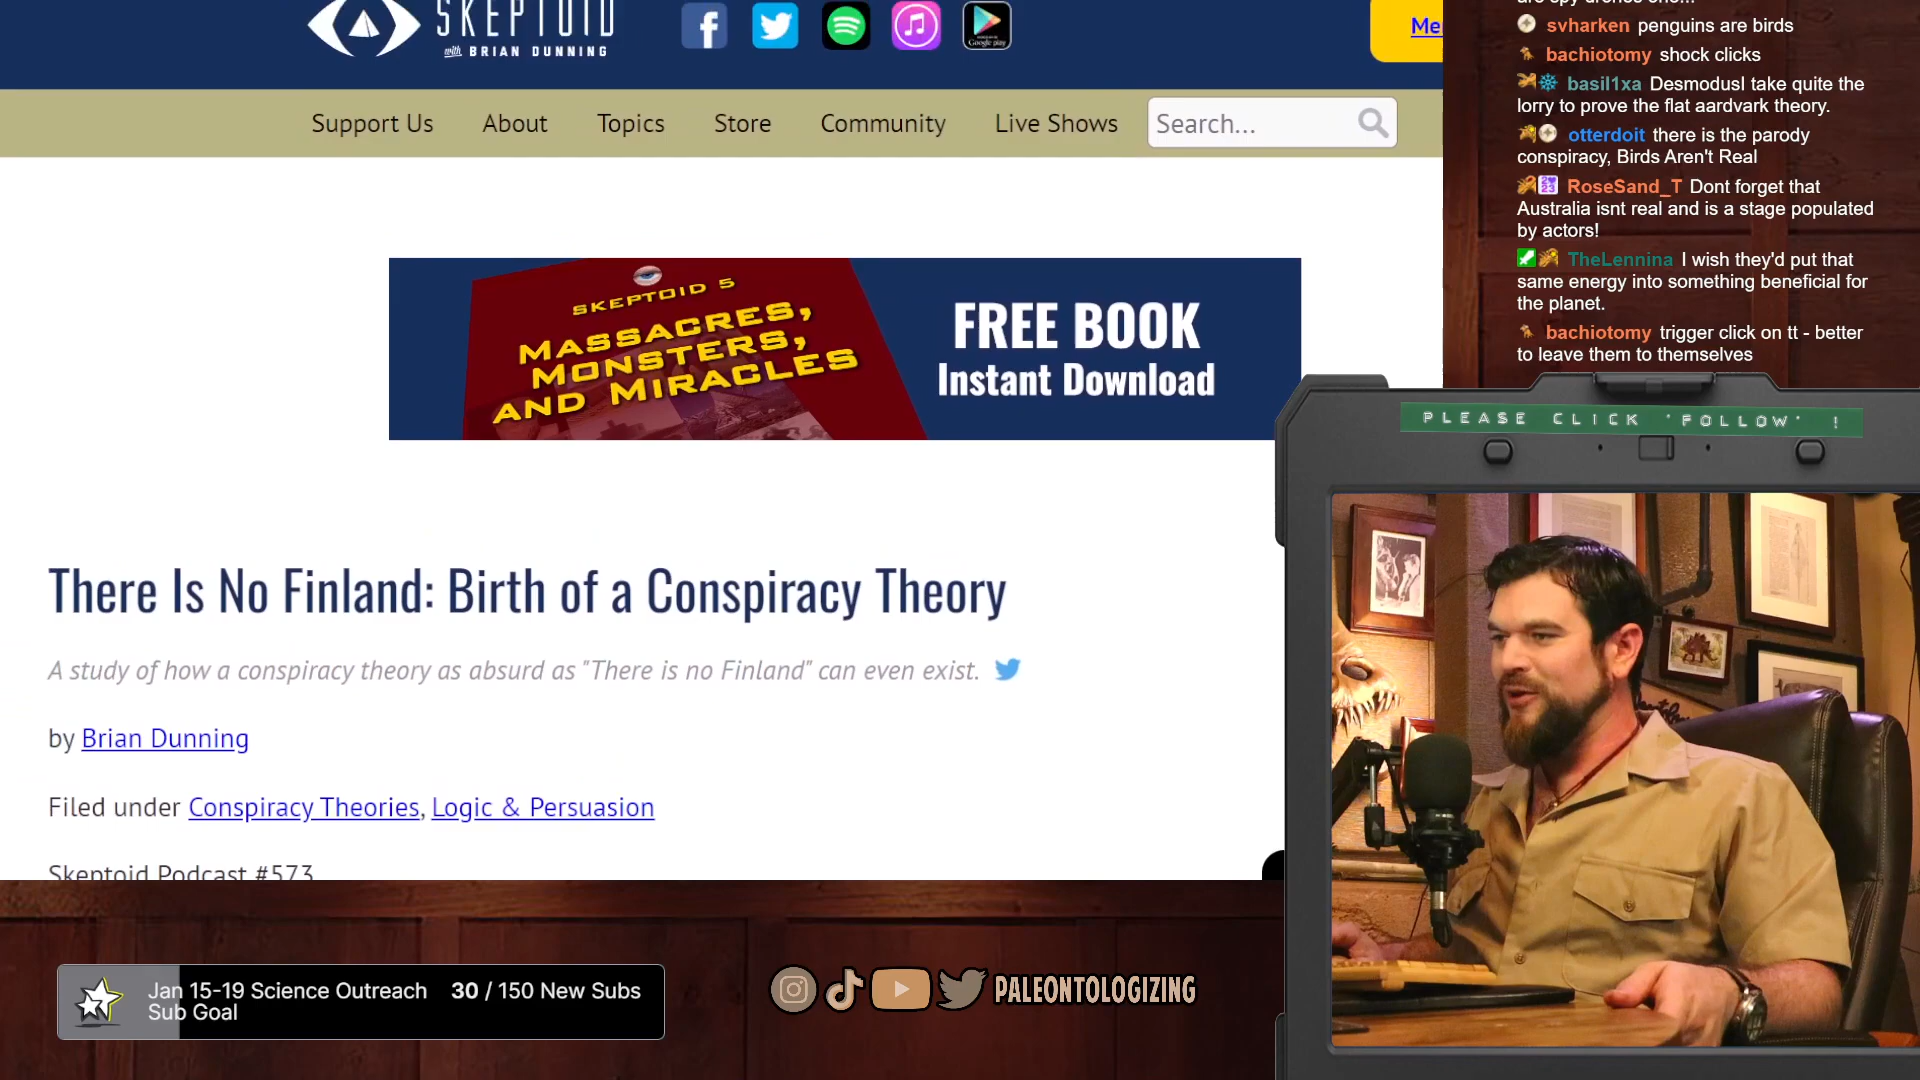 SKEPTOID
with BRIAN DUNNING
Google play
Support Us
About
Topics
Store
Community
Live Shows
Search...
SKEPTOID 5
MASSACRES,
MONSTERS,
AND MIRACLES
FREE BOOK
Instant Download
There Is No Finland: Birth of a Conspiracy Theory
A study of how a conspiracy theory as absurd as "There is no Finland" can even exist.
by Brian Dunning
Filed under Conspiracy Theories, Logic & Persuasion
Skeptoid Podcast #573
svharken penguins are birds
bachiotomy shock clicks
basil1xa DesmodusI take quite the
lorry to prove the flat aardvark theory.
otterdoit there is the parody
conspiracy, Birds Aren't Real
RoseSand_T Dont forget that
Australia isnt real and is a stage populated
by actors!
TheLennina I wish they'd put that
same energy into something beneficial for
the planet.
bachiotomy trigger click on tt - better
to leave them to themselves
PLEASE CLICK "FOLLOW" !
Jan 15-19 Science Outreach 30 / 150 New Subs
Sub Goal
PALEONTOLOGIZING